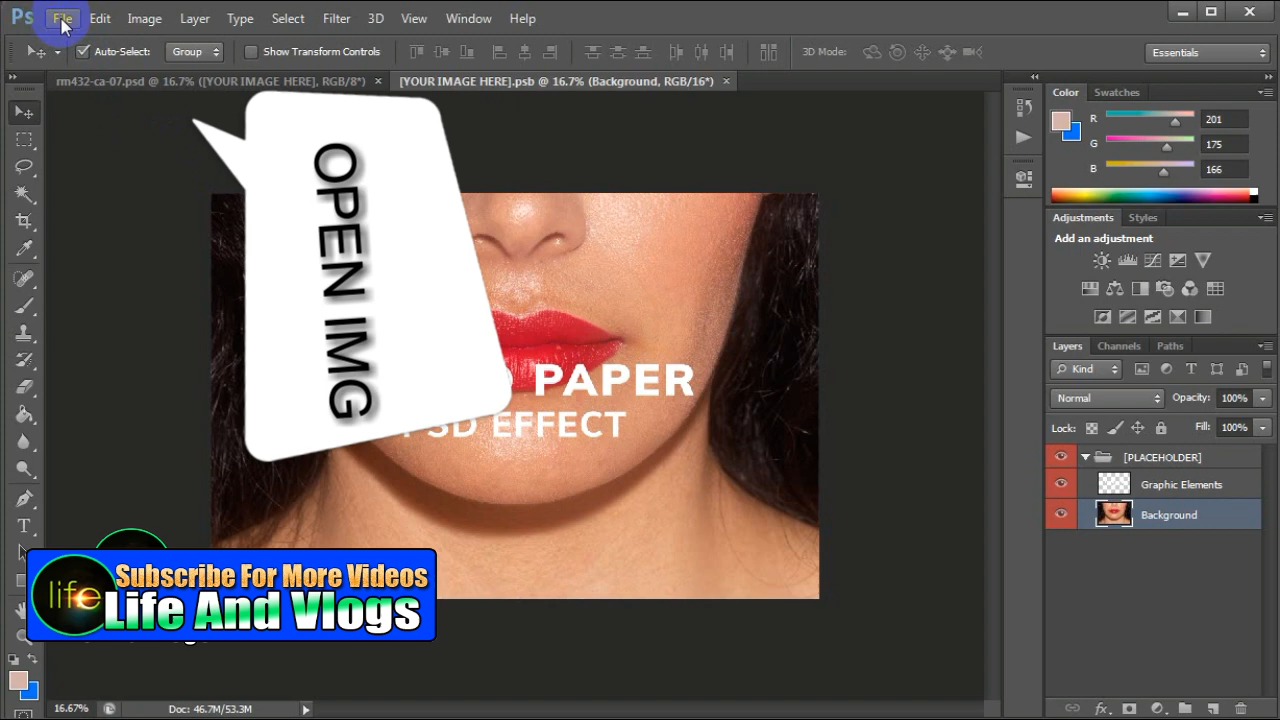 Ps File Edit Image Layer Type Select Filter 3D View Window Help
Auto-Select: Group Show Transform Controls 3D Mode: Essentials
rm432-ca-07.psd @ 16.7% ([YOUR IMAGE HERE], RGB/8*) × [YOUR IMAGE HERE].psb @ 16.7% (Background, RGB/16*) ×
Color Swatches
R 201
G 175
B 166
Adjustments Styles
Add an adjustment
Layers Channels Paths
Kind
Normal Opacity: 100%
Lock: Fill: 100%
[PLACEHOLDER]
Graphic Elements
Background
OPEN IMG
PAPER
PSD EFFECT
life
Subscribe For More Videos
Life And Vlogs
16.67% Doc: 46.7M/53.3M